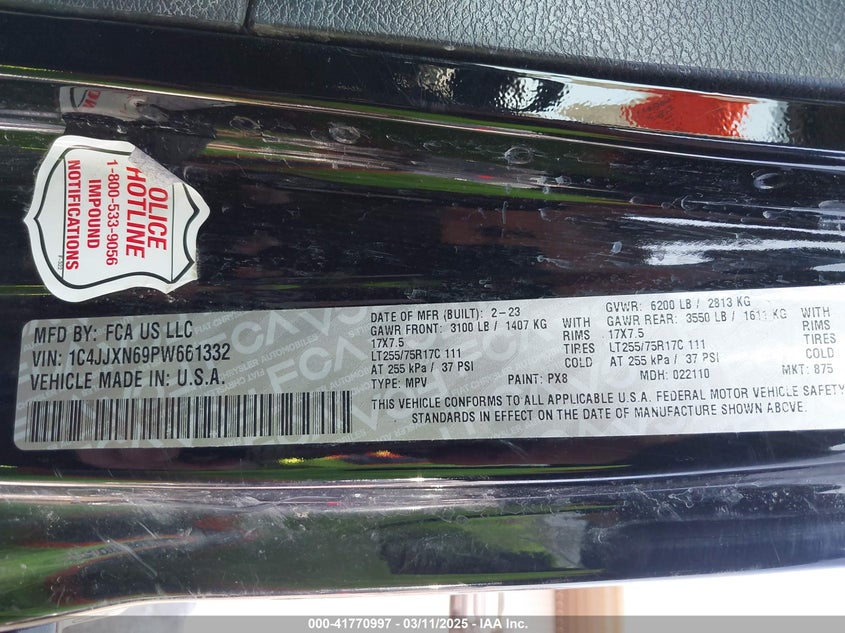 OLICE
HOTLINE
1-800-533-9056
IMPOUND
NOTIFICATIONS
MFD BY: FCA US LLC
VIN: 1C4JJXN69PW661332
VEHICLE MADE IN: U.S.A.
DATE OF MFR (BUILT): 2-23
GVWR: 6200 LB / 2813 KG
GAWR FRONT: 3100 LB / 1407 KG WITH
GAWR REAR: 3550 LB / 1611 KG WITH
17X7.5 RIMS
17X7.5 RIMS
LT255/75R17C 111 TIRES
LT255/75R17C 111 TIRES
AT 255 kPa / 37 PSI COLD
AT 255 kPa / 37 PSI COLD
TYPE: MPV PAINT: PX8 MDH: 022110 MKT: 875
THIS VEHICLE CONFORMS TO ALL APPLICABLE U.S.A. FEDERAL MOTOR VEHICLE SAFETY
STANDARDS IN EFFECT ON THE DATE OF MANUFACTURE SHOWN ABOVE.
000-41770997 - 03/11/2025 - IAA Inc.